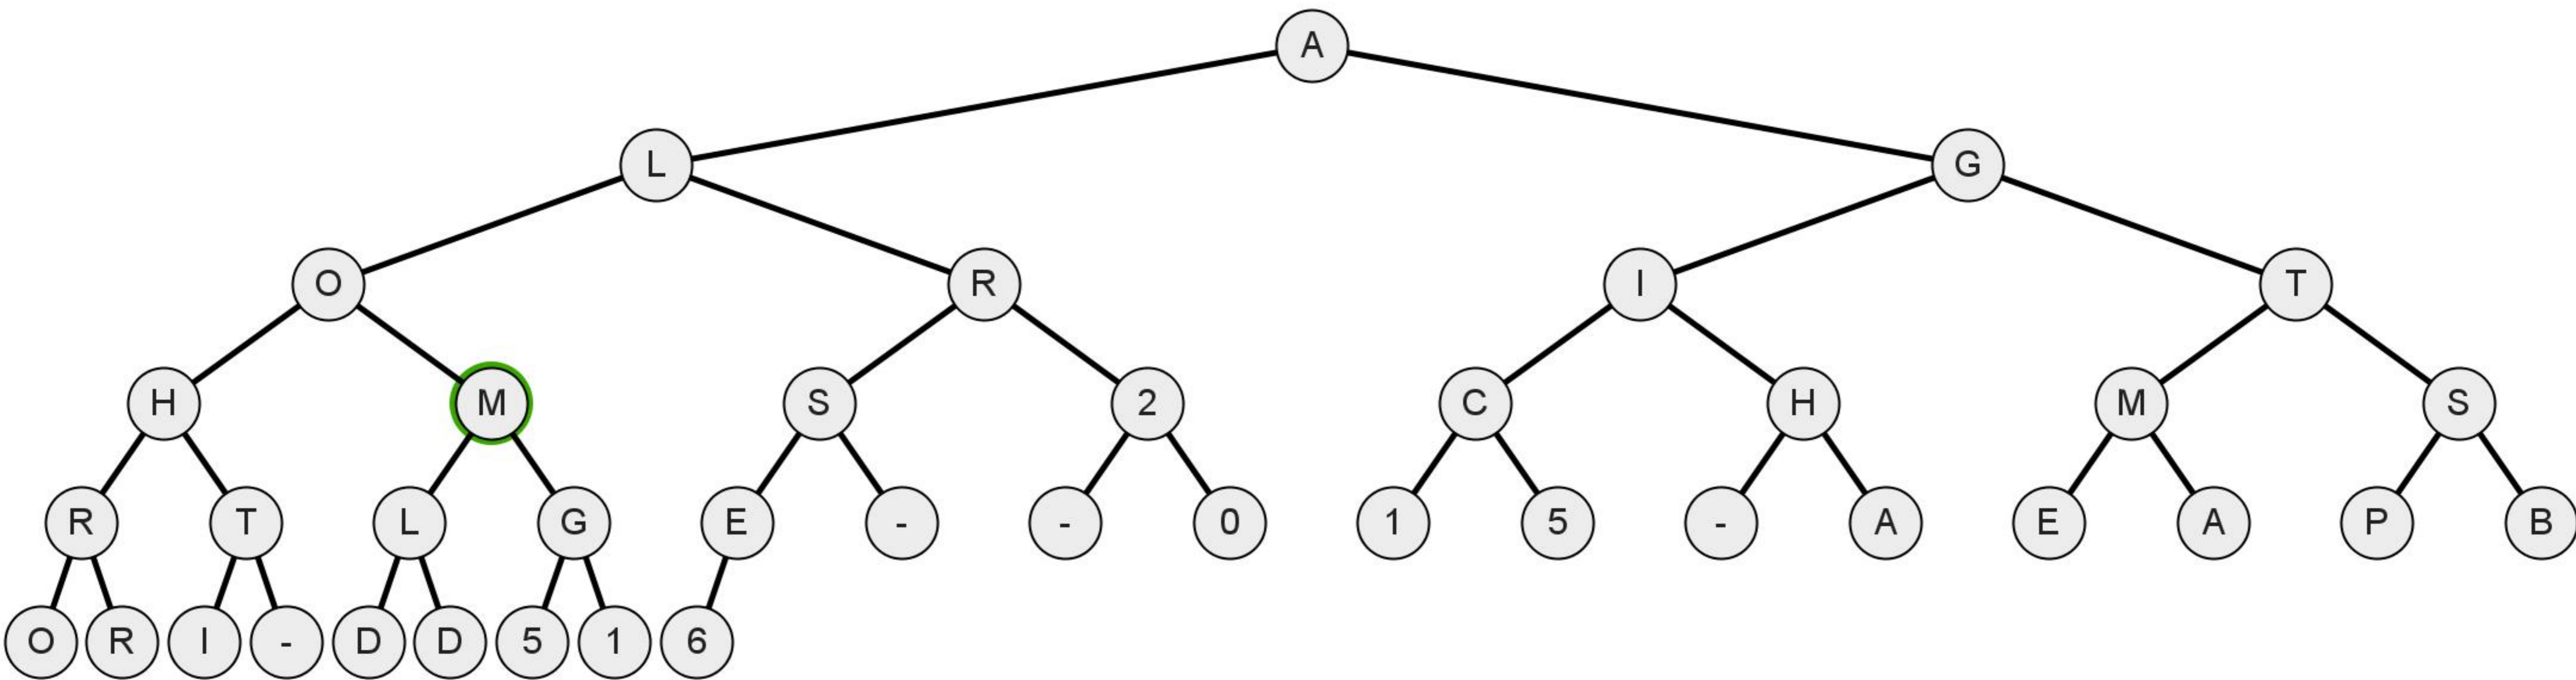 A
L G
O R I T
H M S 2 C H M S
R T L G E - - 0 1 5 - A E A P B
O R I - D D 5 1 6